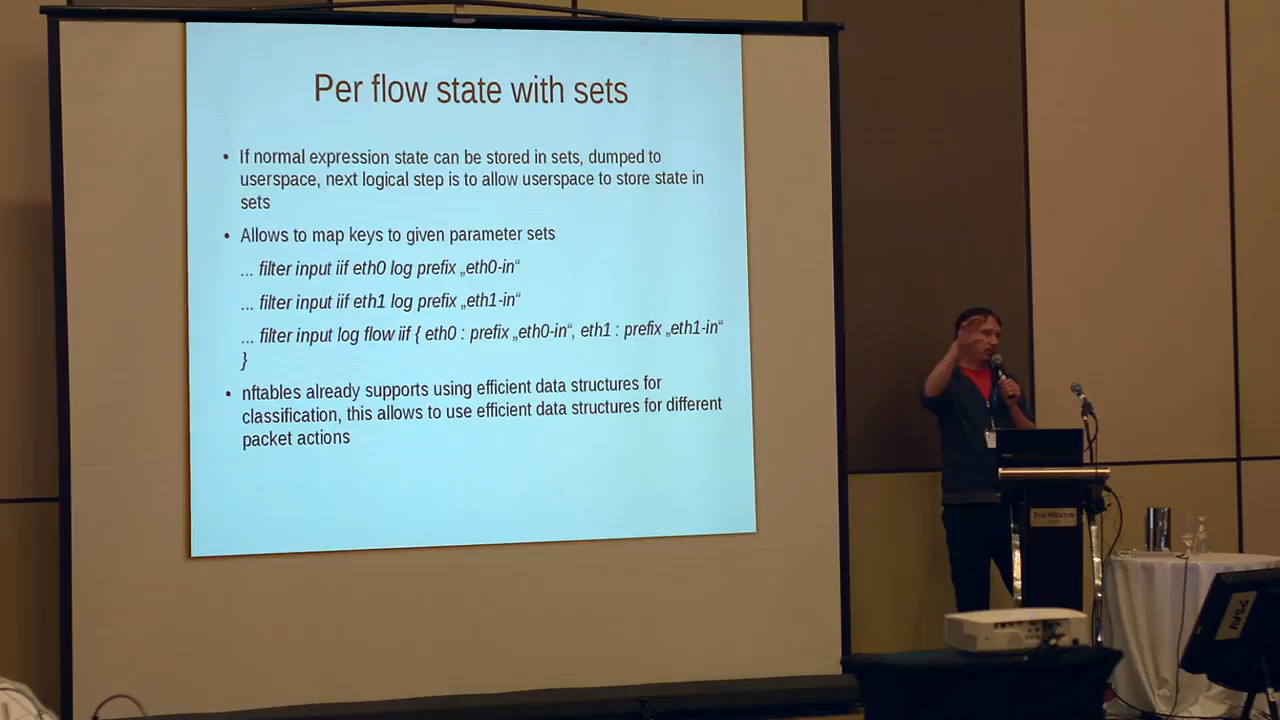 Per flow state with sets
• If normal expression state can be stored in sets, dumped to
userspace, next logical step is to allow userspace to store state in
sets
• Allows to map keys to given parameter sets
... filter input iif eth0 log prefix „eth0-in“
... filter input iif eth1 log prefix „eth1-in“
... filter input log flow iif { eth0 : prefix „eth0-in“, eth1 : prefix „eth1-in“
}
• nftables already supports using efficient data structures for
classification, this allows to use efficient data structures for different
packet actions
THE WESTIN
PSAV